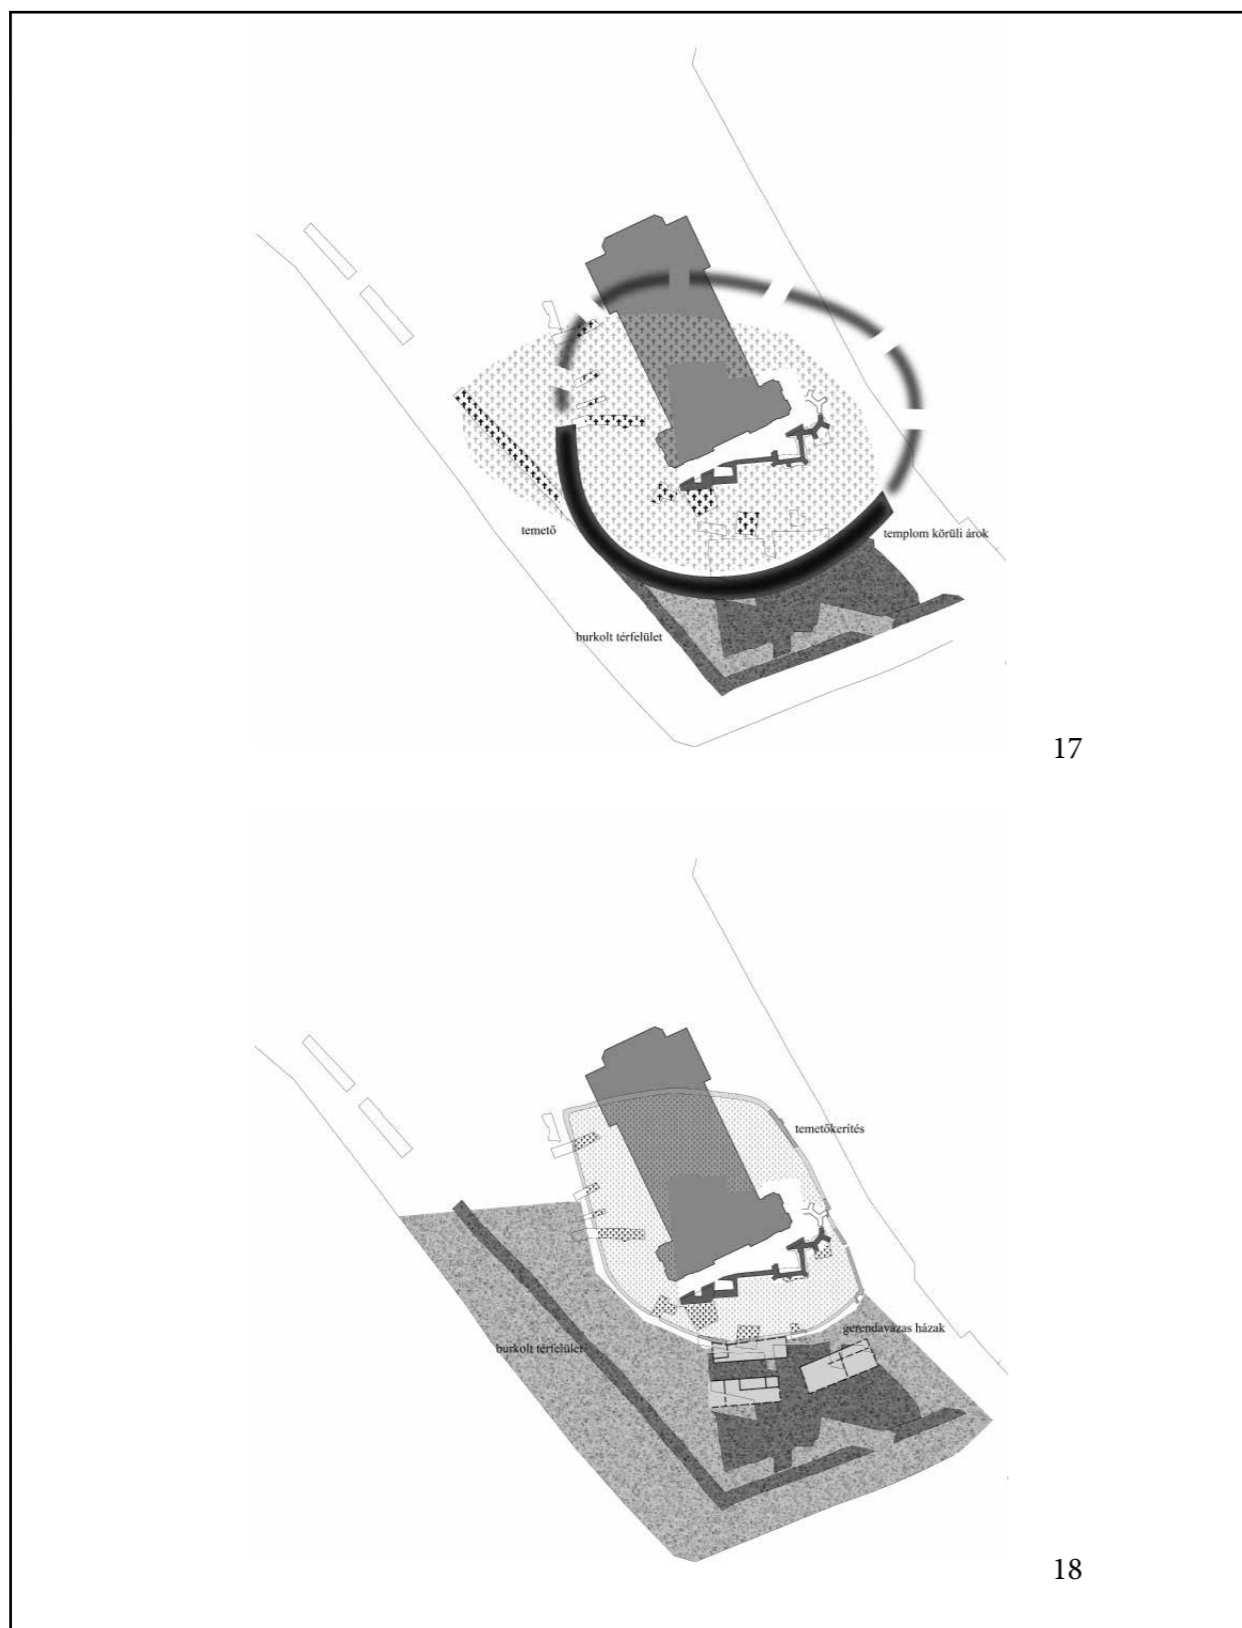 temető
templom körüli árok
burkolt térfelület
17
temetőkerítés
gerendavázas házak
burkolt térfelület
18